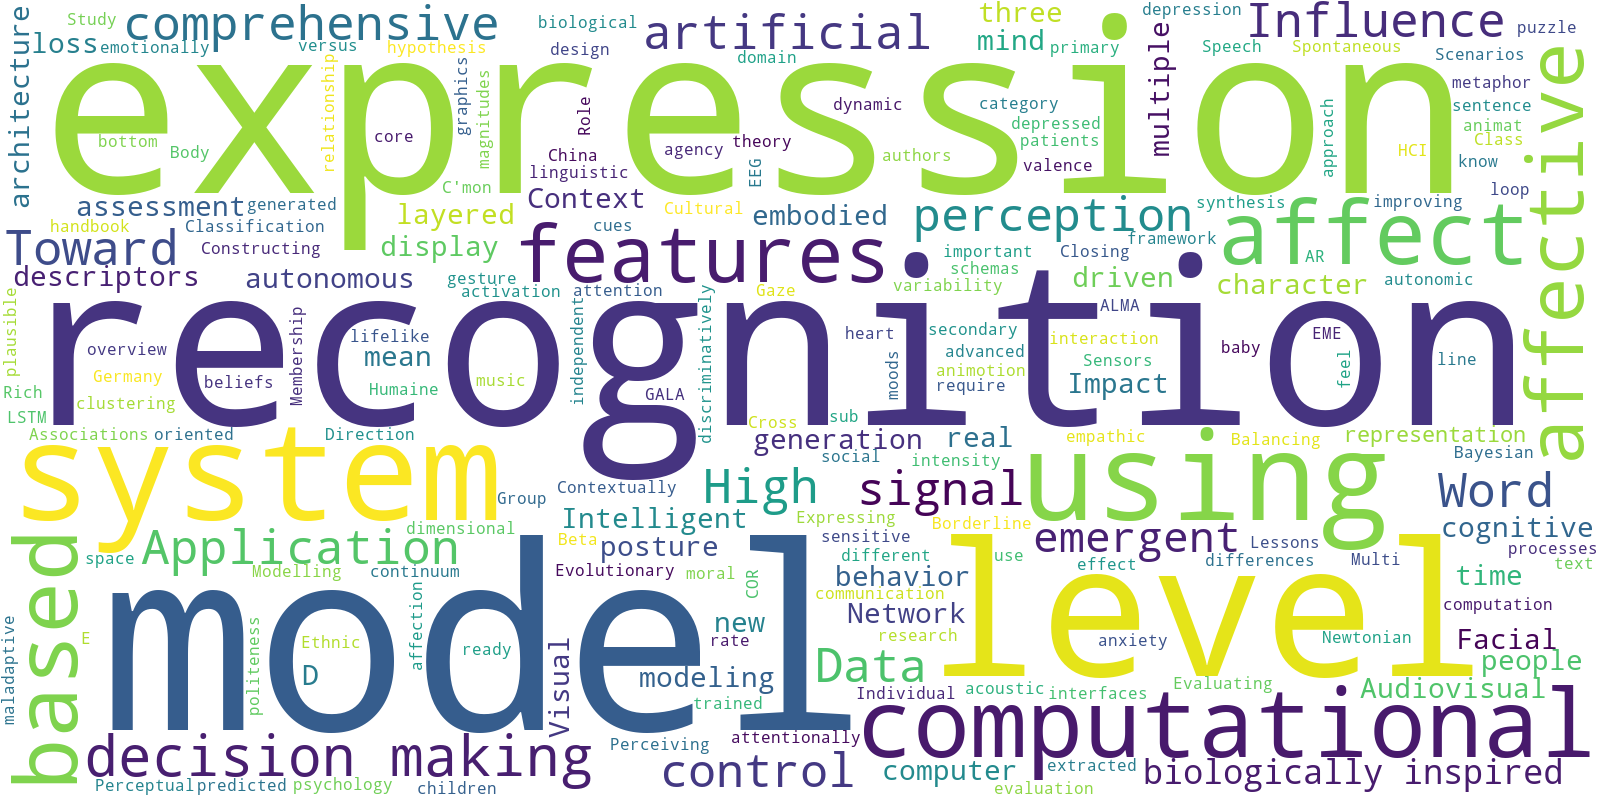 Study
comprehensive
biological
artificial
three
depression
Influence
puzzle
loss
emotionally
versus
hypothesis
design
domain
mind
primary
multiple
Speech
Spontaneous
Scenarios
architecture
expression
relationship
graphics
magnitudes
Role
dynamic
category
metaphor
affective
bottom
Body
core
agency
theory
depressed
patients
approach
sentence
animat
Class
HCI
know
China
linguistic
EEG
authors
valence
C'mon
Context
loop
assessment
generated
layered
Cultural
embodied
perception
synthesis
affect
improving
handbook
Classification
cues
Toward
Constructing
display
features
important
Closing
framework
AR
descriptors
autonomous
gesture
activation
attention
discriminatively
Gaze
schemas
variability
driven
character
autonomic
plausible
recognition
Membership
independent
ALMA
overview
lifelike
mean
heart
secondary
interaction
EME
baby
Germany
beliefs
Humaine
music
GALA
moods
advanced
animotion
require
Sensors
Impact
feel
line
Rich
clustering
LSTM
Associations
oriented
Direction
Cross
sub
generation
real
empathic
Balancing
representation
system
social
intensity
using
Bayesian
Group
Contextually
High
signal
Word
Intelligent
Expressing
Borderline
emergent
cognitive
based
dimensional
Beta
posture
sensitive
Lessons
space
Application
different
use
effect
differences
Multi
processes
text
Modelling
continuum
Evolutionary
moral
COR
behavior
level
time
maladaptive
model
affection
communication
Network
computation
E
politeness
Ethnic
ready
new
rate
research
anxiety
Newtonian
Facial
D
Visual
modeling
Data
people
trained
Individual
acoustic
interfaces
Evaluating
Audiovisual
decision making
Perceiving
attentionally
computational
control
computer
extracted
biologically inspired
Perceptual
predicted
psychology
children
evaluation